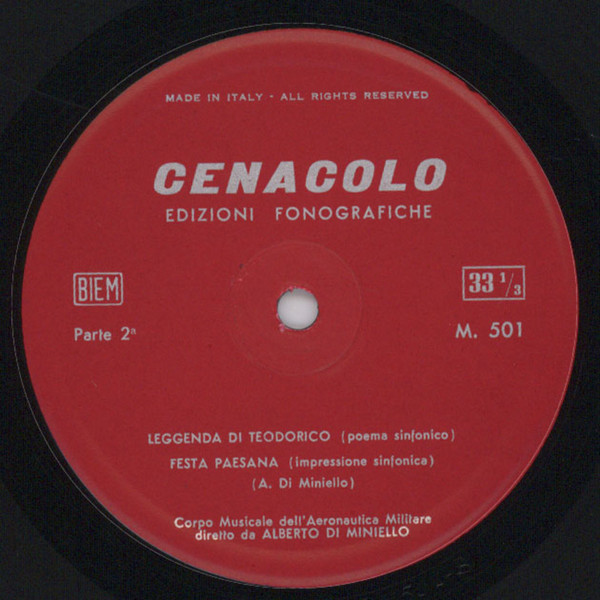 MADE IN ITALY · ALL RIGHTS RESERVED
CENACOLO
EDIZIONI FONOGRAFICHE
BIEM
33 1/3
Parte 2ª
M. 501
LEGGENDA DI TEODORICO (poema sinfonico)
FESTA PAESANA (impressione sinfonica)
(A. Di Miniello)
Corpo Musicale dell'Aeronautica Militare
diretto da ALBERTO DI MINIELLO